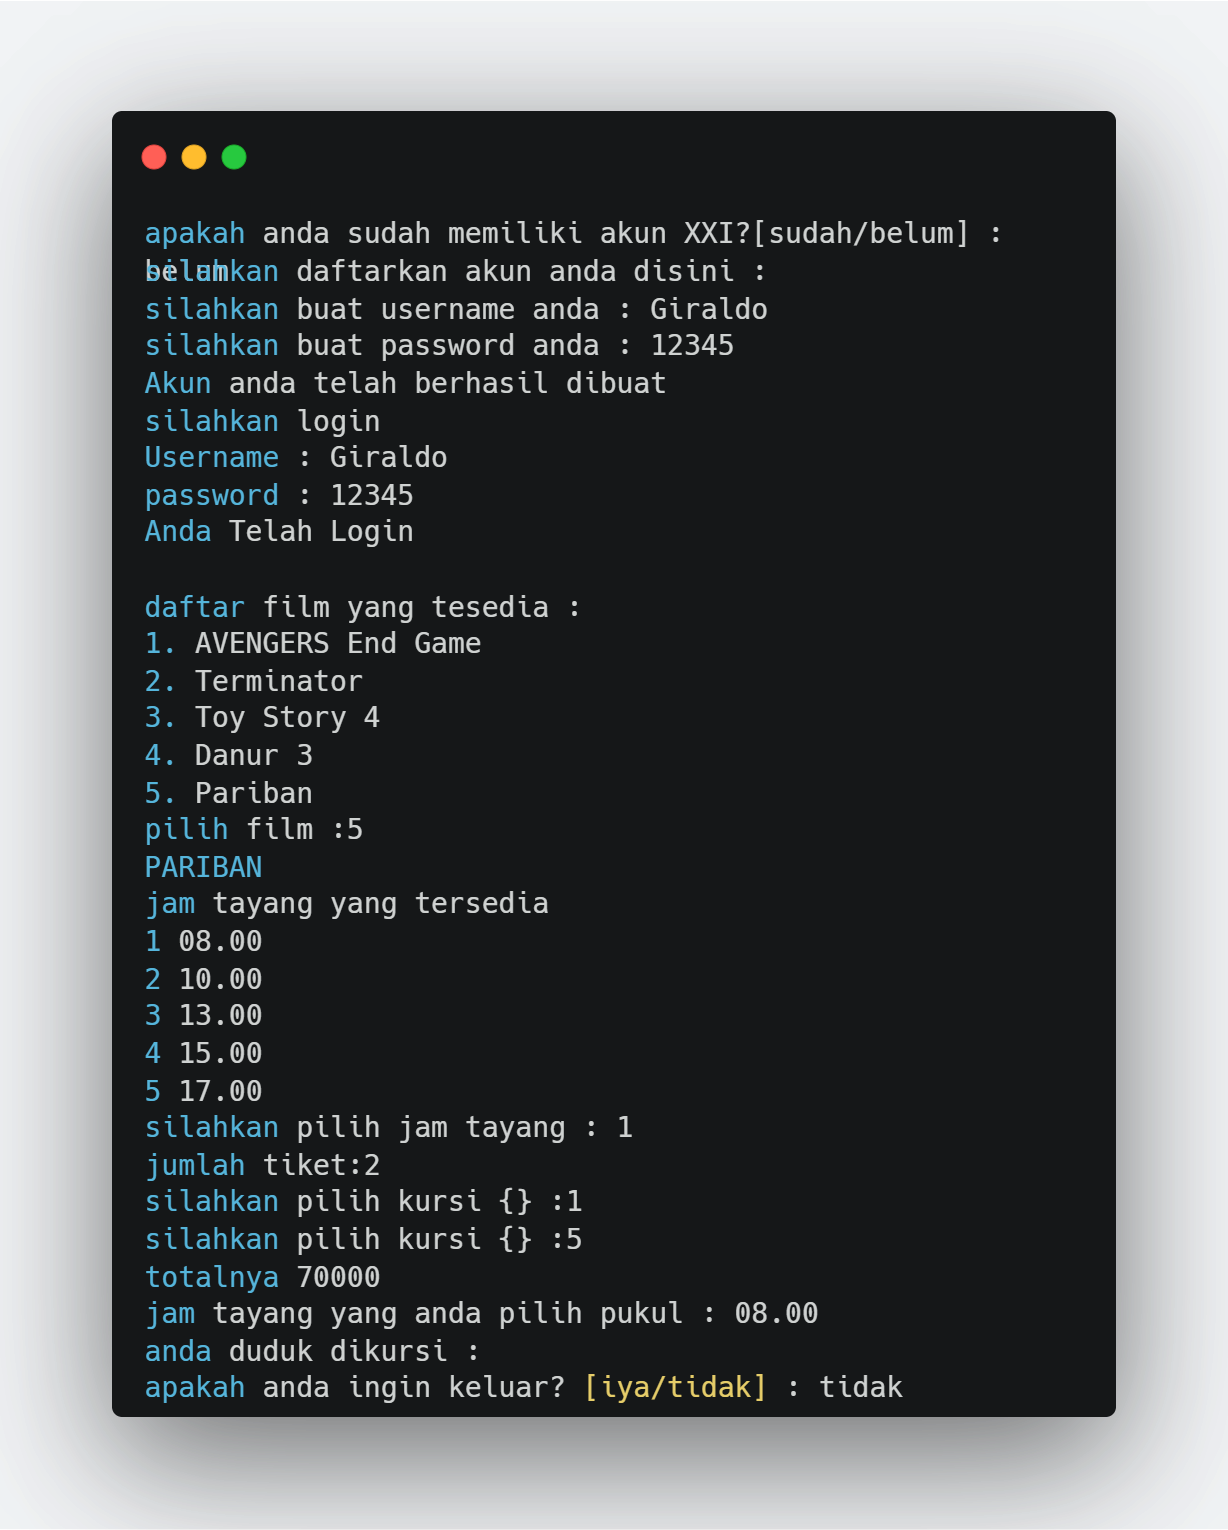 apakah anda sudah memiliki akun XXI?[sudah/belum] :
belum
silahkan daftarkan akun anda disini :
silahkan buat username anda : Giraldo
silahkan buat password anda : 12345
Akun anda telah berhasil dibuat
silahkan login
Username : Giraldo
password : 12345
Anda Telah Login

daftar film yang tesedia :
1. AVENGERS End Game
2. Terminator
3. Toy Story 4
4. Danur 3
5. Pariban
pilih film :5
PARIBAN
jam tayang yang tersedia
1 08.00
2 10.00
3 13.00
4 15.00
5 17.00
silahkan pilih jam tayang : 1
jumlah tiket:2
silahkan pilih kursi {} :1
silahkan pilih kursi {} :5
totalnya 70000
jam tayang yang anda pilih pukul : 08.00
anda duduk dikursi :
apakah anda ingin keluar? [iya/tidak] : tidak